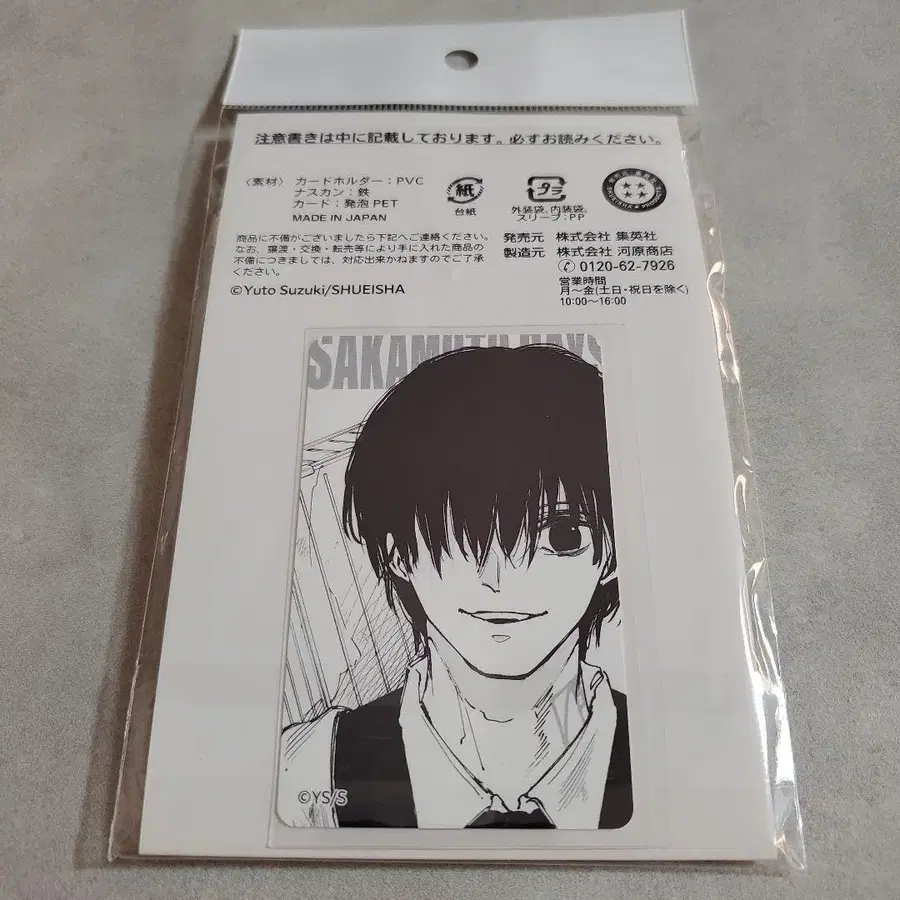 注意書きは中に記載しております。必ずお読みください。
〈素材〉 カードホルダー：PVC
ナスカン：鉄
カード：発泡 PET
MADE IN JAPAN
紙
台紙
プラ
外装袋、内装袋、
スリーブ：PP
商品に不備がございましたら下記へご連絡ください。
なお、譲渡・交換・転売等により手に入れた商品の
不備につきましては、対応出来かねますのでご了承
ください。
©Yuto Suzuki/SHUEISHA
発売元 株式会社 集英社
製造元 株式会社 河原商店
0120-62-7926
営業時間
月～金(土日・祝日を除く)
10:00～16:00
SAKAMOTO DAYS
©YS/S